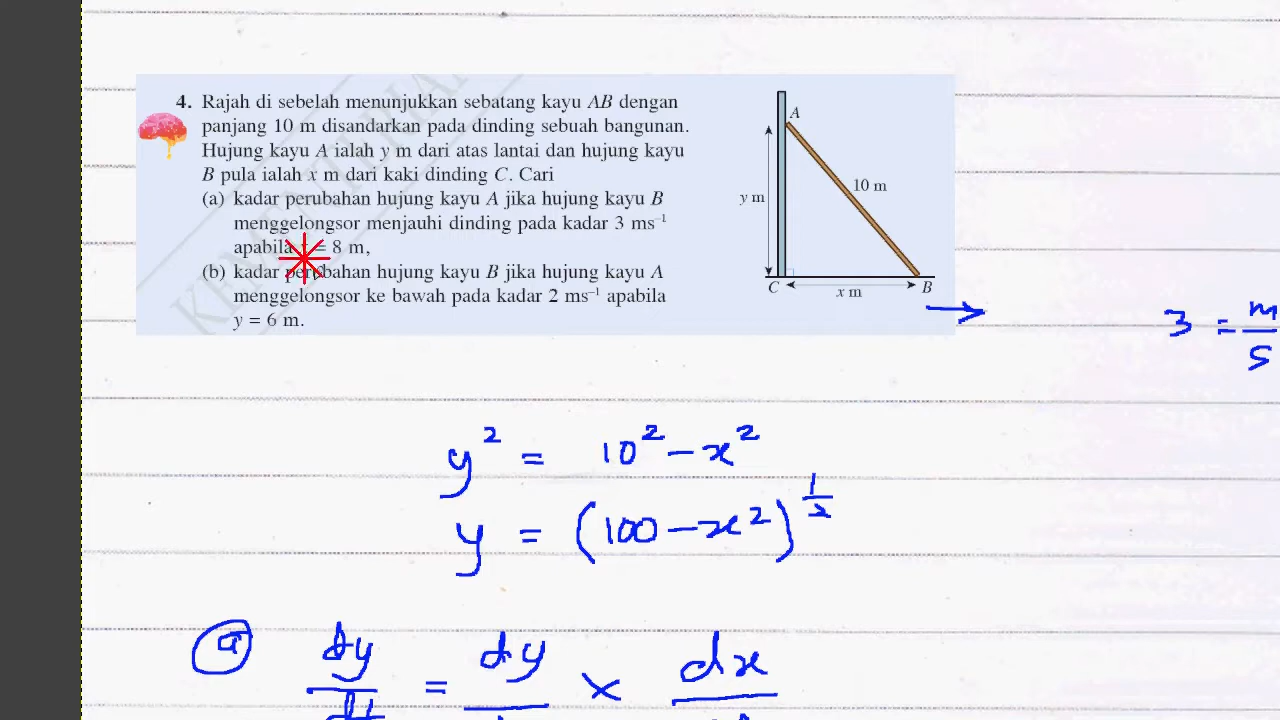 4. Rajah di sebelah menunjukkan sebatang kayu AB dengan
panjang 10 m disandarkan pada dinding sebuah bangunan.
Hujung kayu A ialah y m dari atas lantai dan hujung kayu
B pula ialah x m dari kaki dinding C. Cari
(a) kadar perubahan hujung kayu A jika hujung kayu B
menggelongsor menjauhi dinding pada kadar 3 ms⁻¹
apabila = 8 m,
(b) kadar perubahan hujung kayu B jika hujung kayu A
menggelongsor ke bawah pada kadar 2 ms⁻¹ apabila
y = 6 m.
A
10 m
y m
C
x m
B
3 = m/s
y² = 10² − x²
y = (100 − x²)^(1/2)
(a) dy/dt = dy/ × dx/